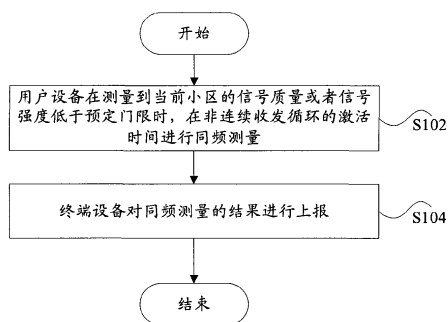 开始
用户设备在测量到当前小区的信号质量或者信号
强度低于预定门限时，在非连续收发循环的激活
时间进行同频测量
S102
终端设备对同频测量的结果进行上报
S104
结束